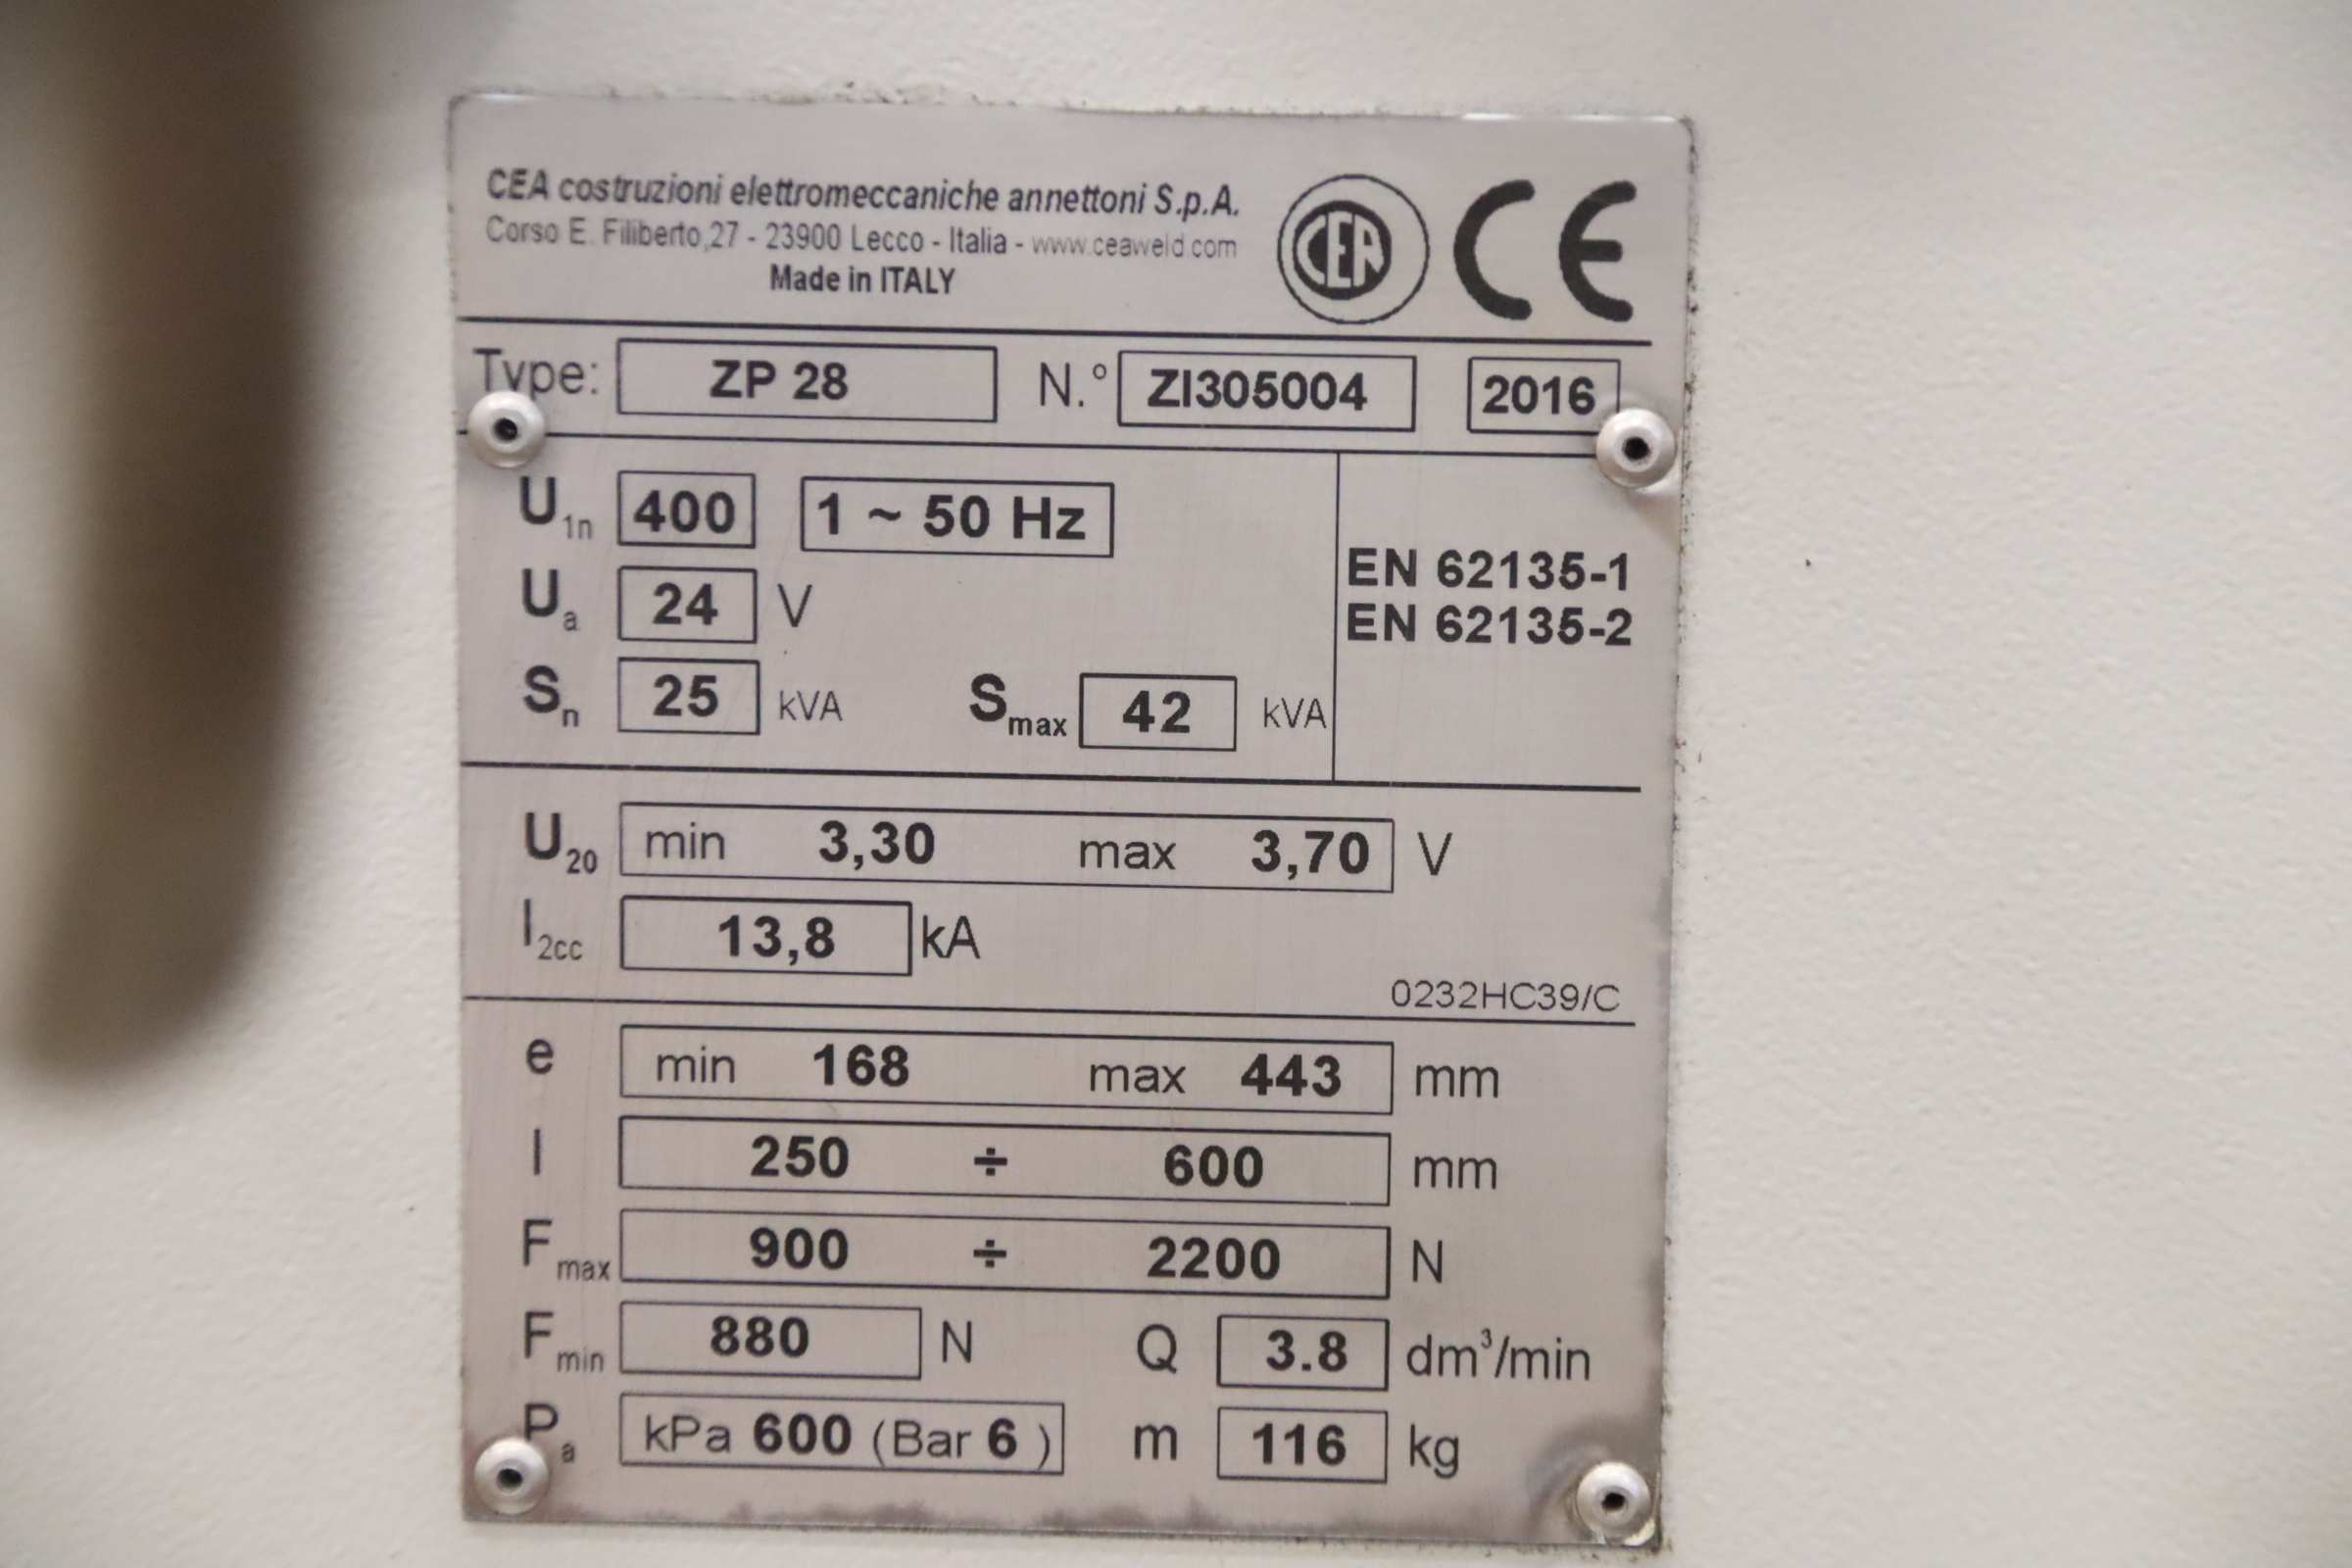 CEA costruzioni elettromeccaniche annettoni S.p.A.
Corso E. Filiberto,27 - 23900 Lecco - Italia - www.ceaweld.com
Made in ITALY
CEA CE
Type: ZP 28 N.° ZI305004 2016
U1n 400 1 ~ 50 Hz
Ua 24 V
EN 62135-1
EN 62135-2
Sn 25 kVA Smax 42 kVA
U20 min 3,30 max 3,70 V
I2cc 13,8 kA
0232HC39/C
e min 168 max 443 mm
l 250 ÷ 600 mm
Fmax 900 ÷ 2200 N
Fmin 880 N Q 3.8 dm³/min
Pa kPa 600 (Bar 6 ) m 116 kg